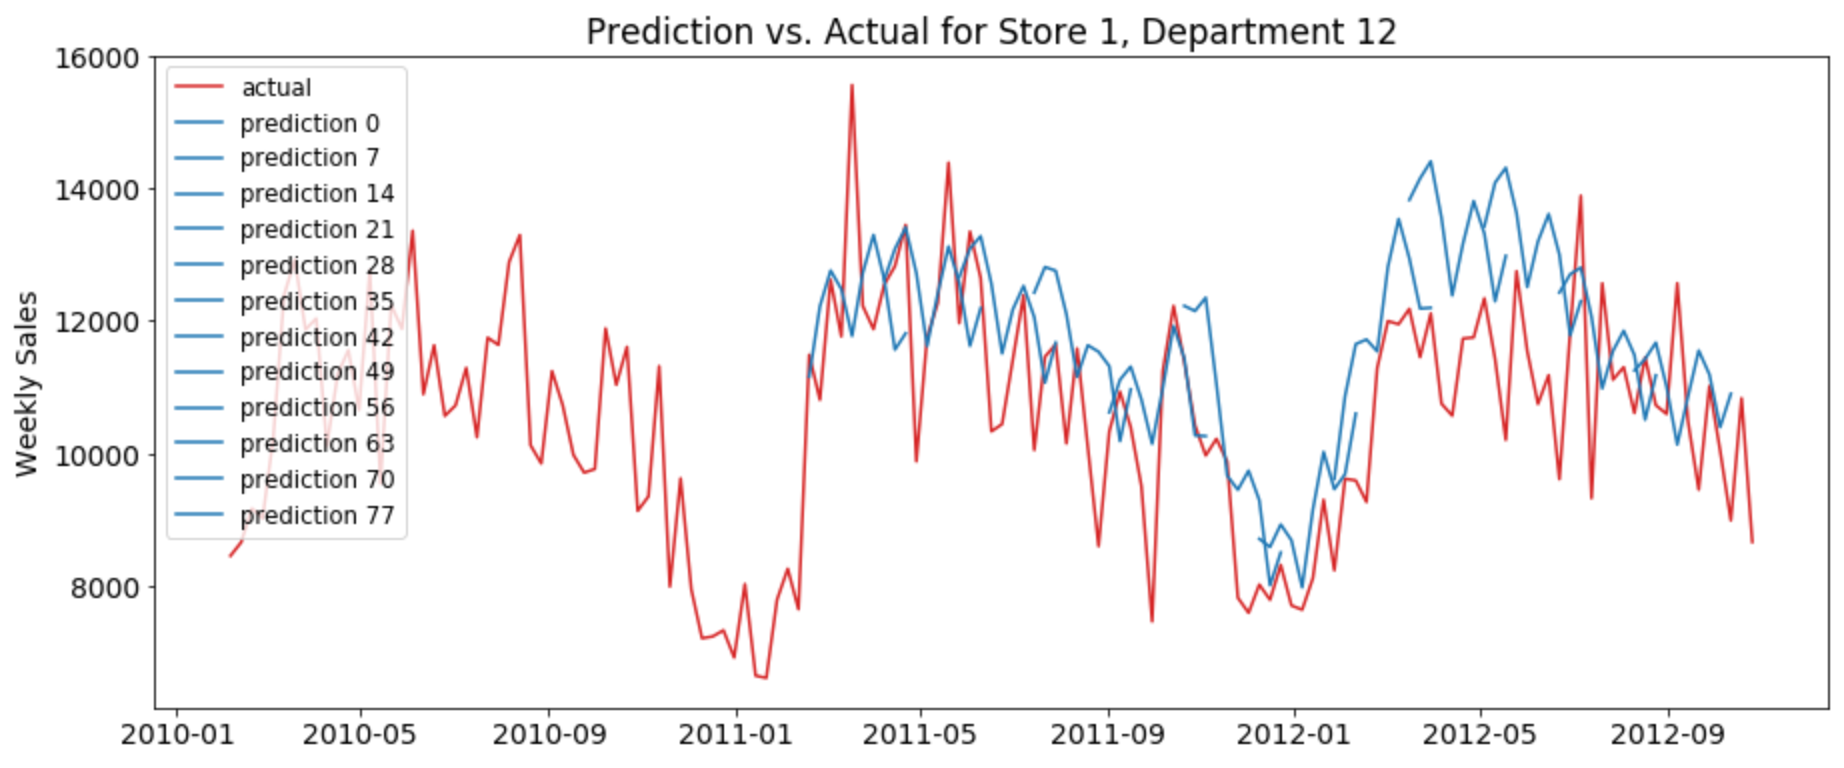 Prediction vs. Actual for Store 1, Department 12
16000
14000
12000
10000
8000
Weekly Sales
actual
prediction 0
prediction 7
prediction 14
prediction 21
prediction 28
prediction 35
prediction 42
prediction 49
prediction 56
prediction 63
prediction 70
prediction 77
2010-01 2010-05 2010-09 2011-01 2011-05 2011-09 2012-01 2012-05 2012-09